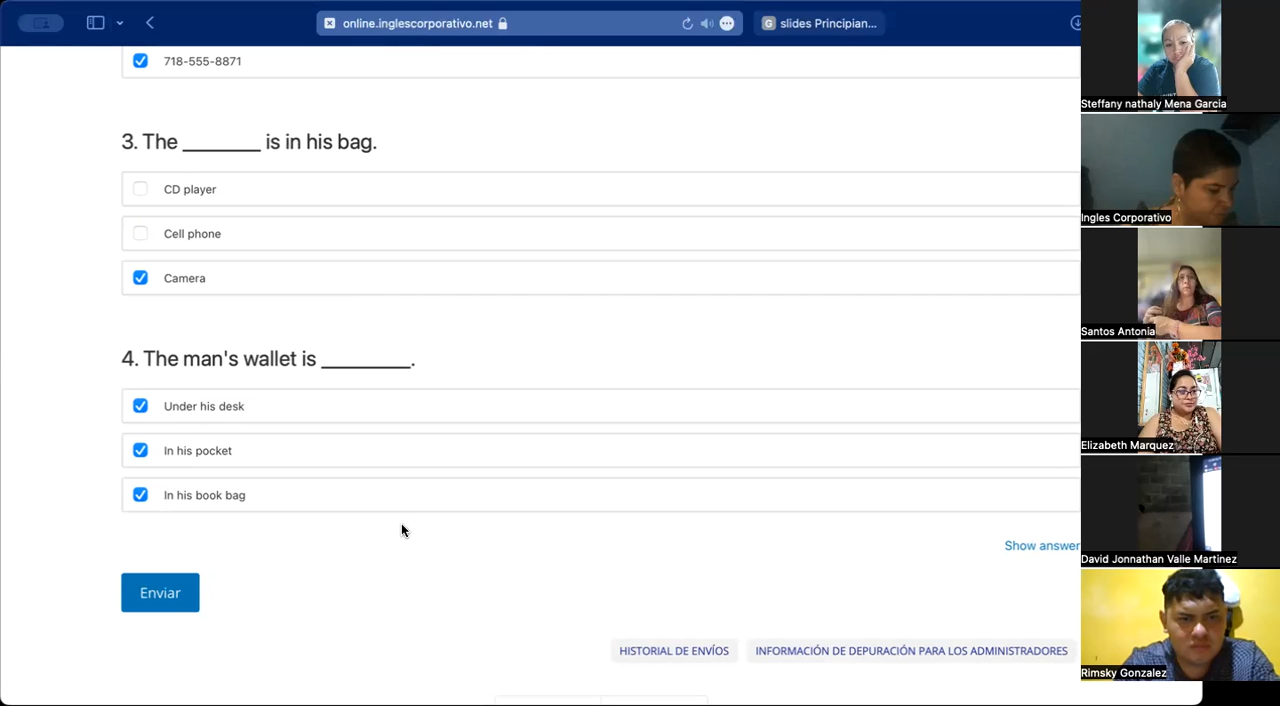 online.inglescorporativo.net
slides Principian...
718-555-8871
3. The ________ is in his bag.
CD player
Cell phone
Camera
4. The man's wallet is _________.
Under his desk
In his pocket
In his book bag
Show answer
Enviar
HISTORIAL DE ENVÍOS
INFORMACIÓN DE DEPURACIÓN PARA LOS ADMINISTRADORES
Steffany nathaly Mena Garcia
Ingles Corporativo
Santos Antonia
Elizabeth Marquez
David Jonnathan Valle Martinez
Rimsky Gonzalez